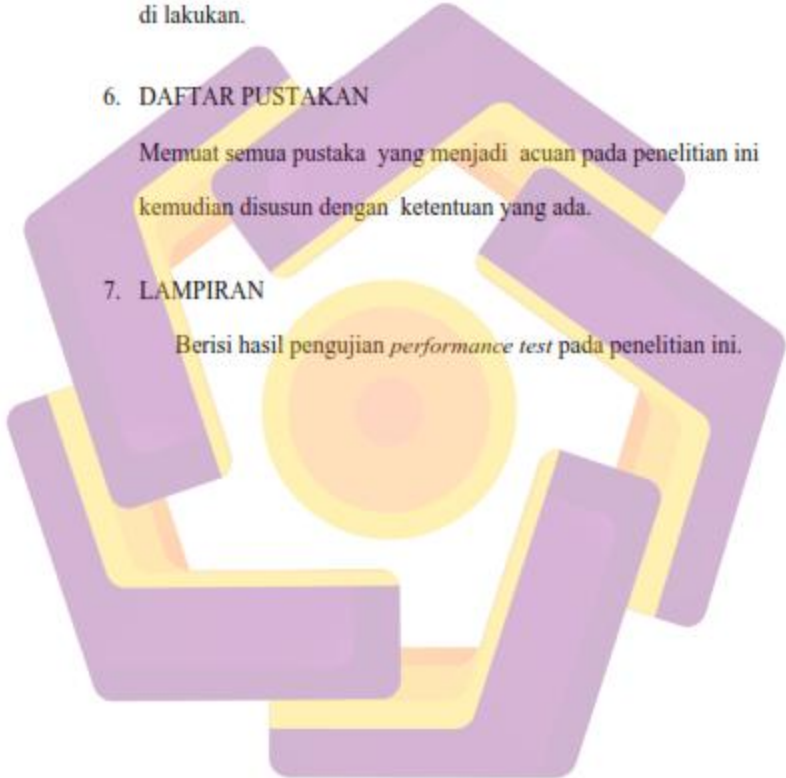 di lakukan.
6. DAFTAR PUSTAKAN
Memuat semua pustaka yang menjadi acuan pada penelitian ini
kemudian disusun dengan ketentuan yang ada.
7. LAMPIRAN
Berisi hasil pengujian performance test pada penelitian ini.